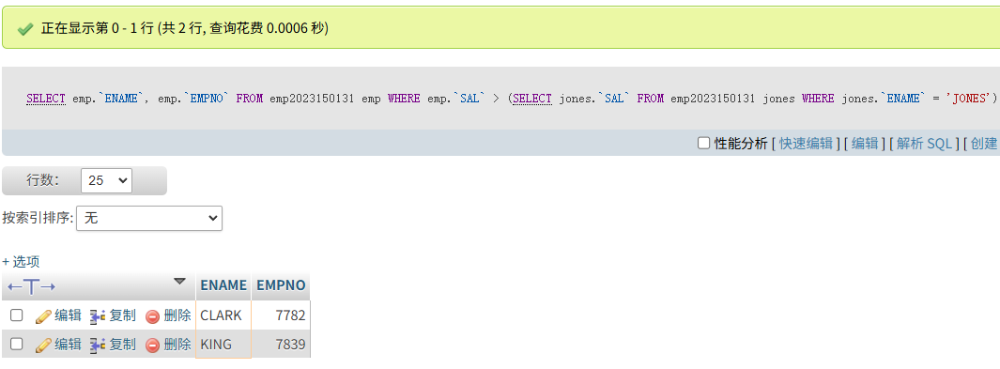 正在显示第 0 - 1 行 (共 2 行, 查询花费 0.0006 秒)
SELECT emp.`ENAME`, emp.`EMPNO` FROM emp2023150131 emp WHERE emp.`SAL` > (SELECT jones.`SAL` FROM emp2023150131 jones WHERE jones.`ENAME` = 'JONES')
性能分析 [ 快速编辑 ] [ 编辑 ] [ 解析 SQL ] [ 创建
行数： 25
按索引排序: 无
+ 选项
←T→ ENAME EMPNO
编辑 复制 删除 CLARK 7782
编辑 复制 删除 KING 7839